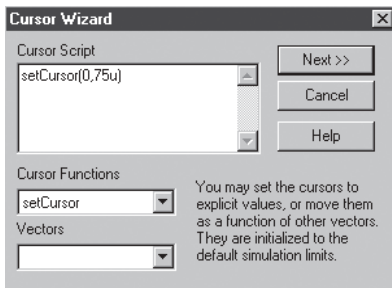 Cursor Wizard
Cursor Script
setCursor(0,75u)
Next >>
Cancel
Help
Cursor Functions
setCursor
Vectors
You may set the cursors to
explicit values, or move them
as a function of other vectors.
They are initialized to the
default simulation limits.